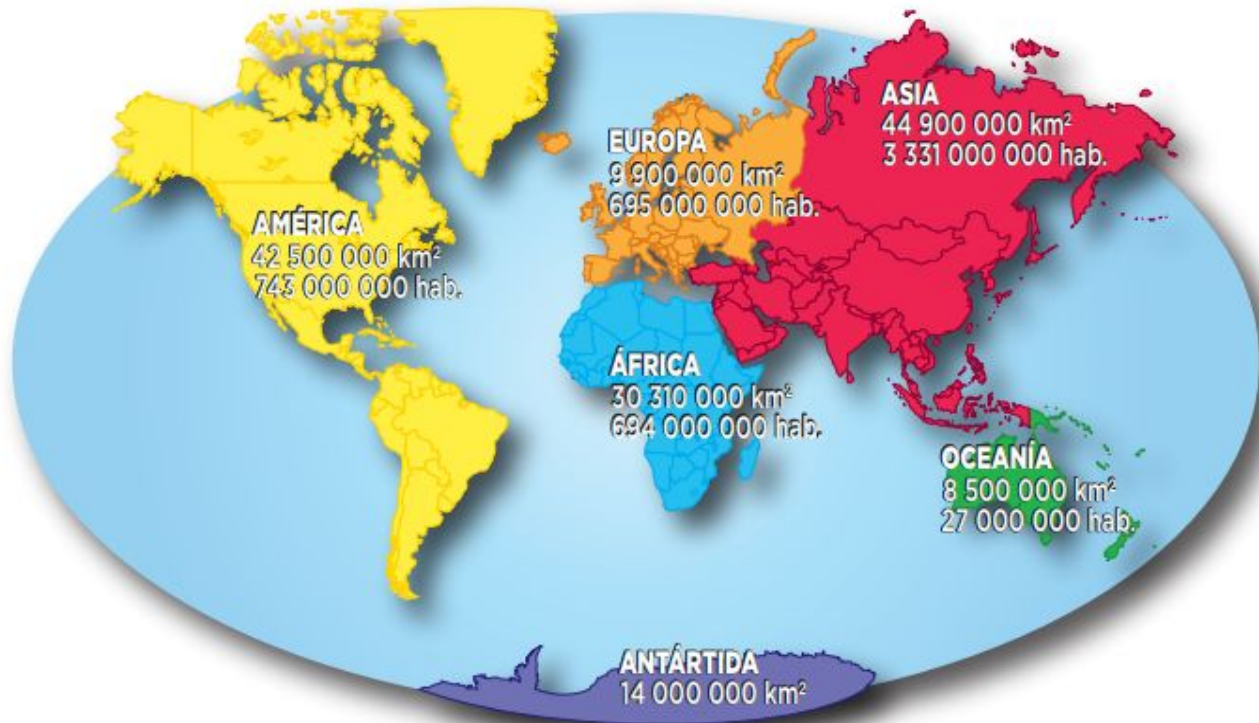 AMÉRICA
42 500 000 km²
743 000 000 hab.
EUROPA
9 900 000 km²
695 000 000 hab.
ASIA
44 900 000 km²
3 331 000 000 hab.
ÁFRICA
30 310 000 km²
694 000 000 hab.
OCEANÍA
8 500 000 km²
27 000 000 hab.
ANTÁRTIDA
14 000 000 km²